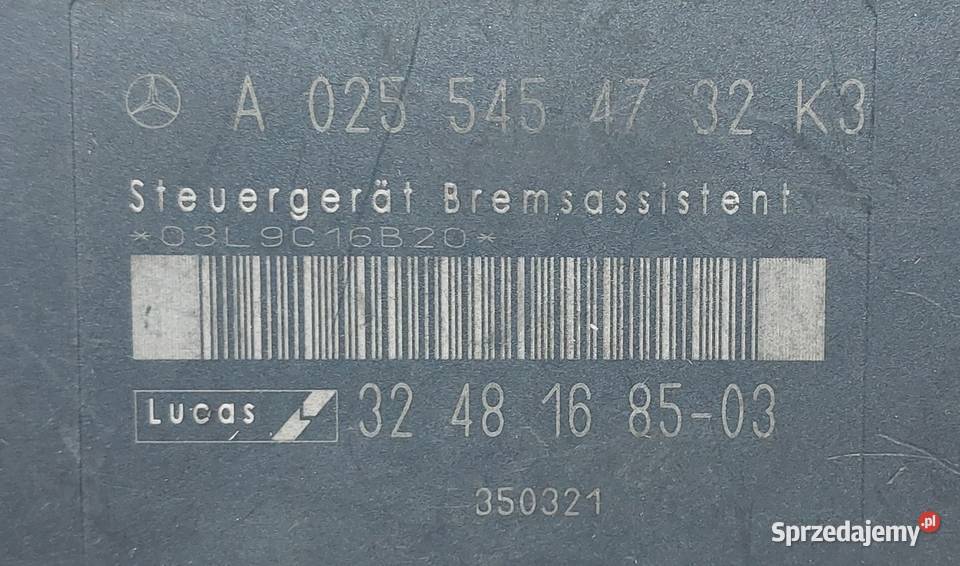 A 025 545 47 32 K3
Steuergerät Bremsassistent
*03L9C16B20*
Lucas 32 48 16 85-03
350321
Sprzedajemy.pl